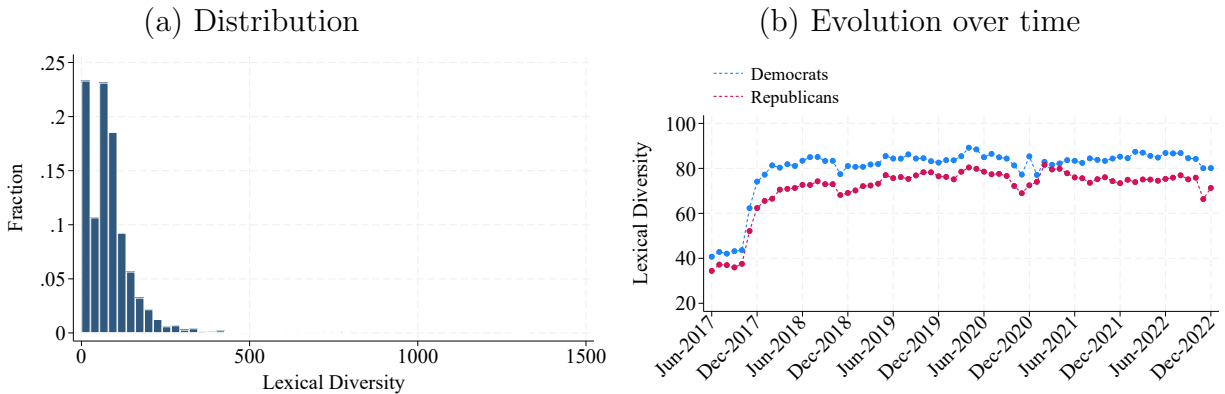 (a) Distribution
.25
.2
.15
.1
.05
0
Fraction
0 500 1000 1500
Lexical Diversity
(b) Evolution over time
Democrats
Republicans
100
80
60
40
20
Lexical Diversity
Jun-2017
Dec-2017
Jun-2018
Dec-2018
Jun-2019
Dec-2019
Jun-2020
Dec-2020
Jun-2021
Dec-2021
Jun-2022
Dec-2022